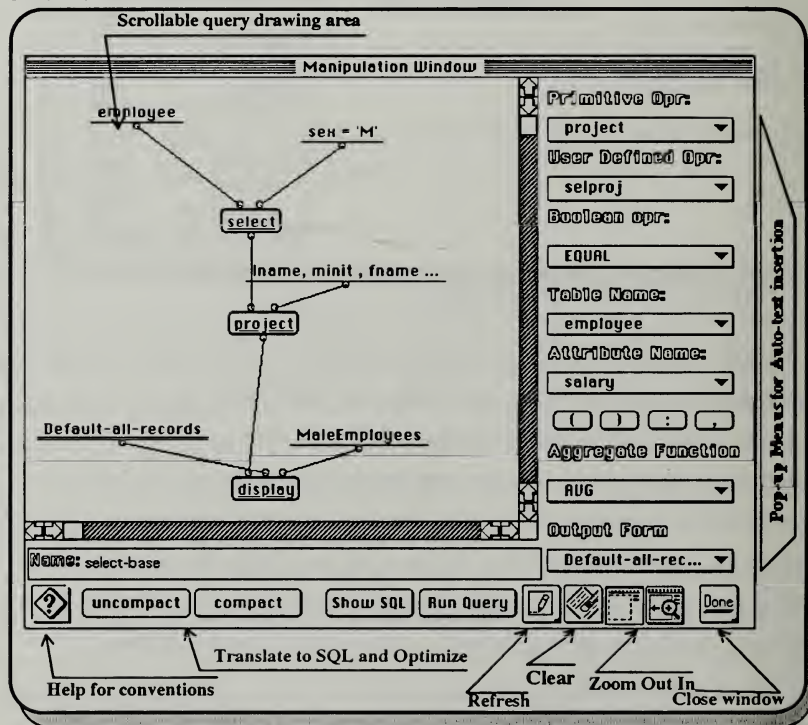 Scrollable query drawing area
Manipulation Window
employee
sex = 'M'
select
lname, minit , fname ...
project
Default-all-records
MaleEmployees
display
Primitive Opr:
project
User Defined Opr:
selproj
Boolean opr:
EQUAL
Table Name:
employee
Attribute Name:
salary
( ) : ,
Aggregate Function
AVG
Output Form
Default-all-rec...
Pop-up Menus for Auto-text insertion
Name: select-base
uncompact compact Show SQL Run Query Done
Translate to SQL and Optimize
Help for conventions
Refresh
Clear
Zoom Out In
Close window